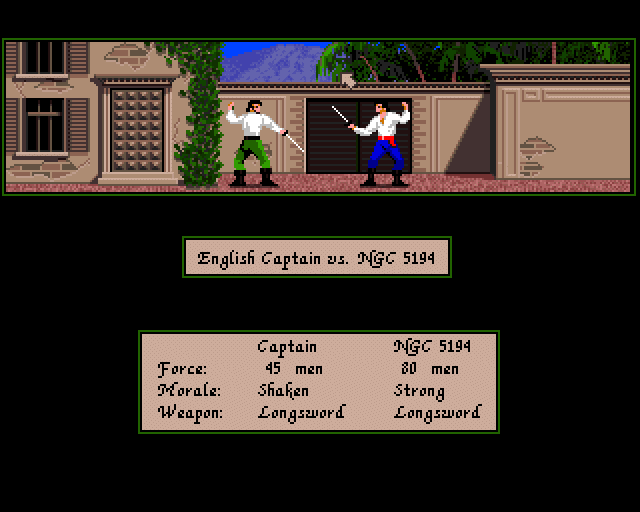 English Captain vs. NGC 5194
Captain NGC 5194
Force: 45 men 80 men
Morale: Shaken Strong
Weapon: Longsword Longsword